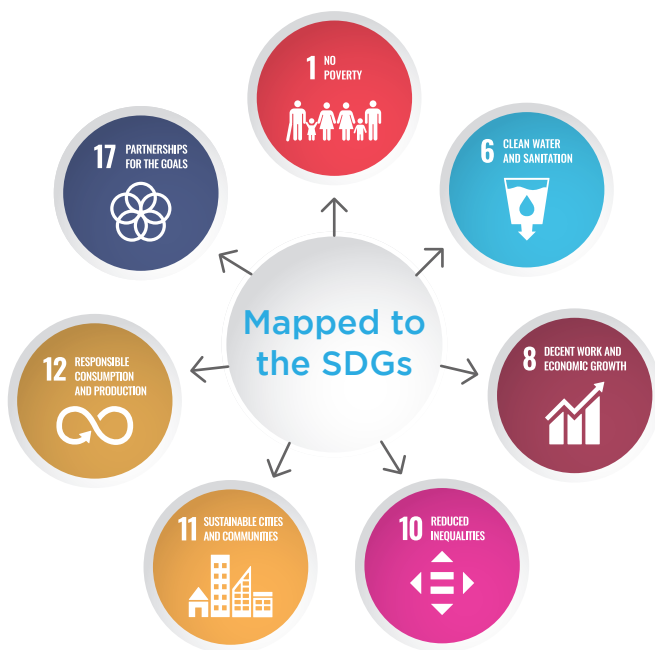 1 NO
POVERTY
6 CLEAN WATER
AND SANITATION
8 DECENT WORK AND
ECONOMIC GROWTH
10 REDUCED
INEQUALITIES
11 SUSTAINABLE CITIES
AND COMMUNITIES
12 RESPONSIBLE
CONSUMPTION
AND PRODUCTION
17 PARTNERSHIPS
FOR THE GOALS
Mapped to
the SDGs